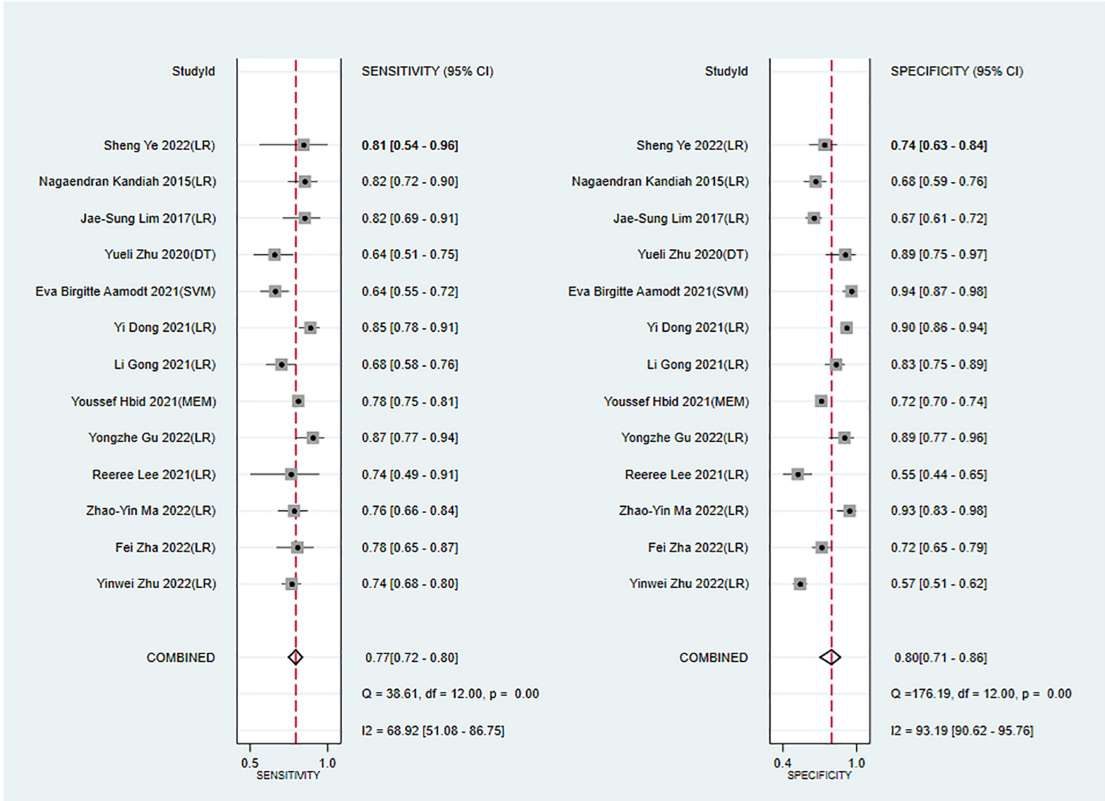 StudyId SENSITIVITY (95% CI)
Sheng Ye 2022(LR) 0.81 [0.54 - 0.96]
Nagaendran Kandiah 2015(LR) 0.82 [0.72 - 0.90]
Jae-Sung Lim 2017(LR) 0.82 [0.69 - 0.91]
Yueli Zhu 2020(DT) 0.64 [0.51 - 0.75]
Eva Birgitte Aamodt 2021(SVM) 0.64 [0.55 - 0.72]
Yi Dong 2021(LR) 0.85 [0.78 - 0.91]
Li Gong 2021(LR) 0.68 [0.58 - 0.76]
Youssef Hbid 2021(MEM) 0.78 [0.75 - 0.81]
Yongzhe Gu 2022(LR) 0.87 [0.77 - 0.94]
Reeree Lee 2021(LR) 0.74 [0.49 - 0.91]
Zhao-Yin Ma 2022(LR) 0.76 [0.66 - 0.84]
Fei Zha 2022(LR) 0.78 [0.65 - 0.87]
Yinwei Zhu 2022(LR) 0.74 [0.68 - 0.80]
COMBINED 0.77[0.72 - 0.80]
Q = 38.61, df = 12.00, p = 0.00
I2 = 68.92 [51.08 - 86.75]
0.5 1.0
SENSITIVITY
StudyId SPECIFICITY (95% CI)
Sheng Ye 2022(LR) 0.74 [0.63 - 0.84]
Nagaendran Kandiah 2015(LR) 0.68 [0.59 - 0.76]
Jae-Sung Lim 2017(LR) 0.67 [0.61 - 0.72]
Yueli Zhu 2020(DT) 0.89 [0.75 - 0.97]
Eva Birgitte Aamodt 2021(SVM) 0.94 [0.87 - 0.98]
Yi Dong 2021(LR) 0.90 [0.86 - 0.94]
Li Gong 2021(LR) 0.83 [0.75 - 0.89]
Youssef Hbid 2021(MEM) 0.72 [0.70 - 0.74]
Yongzhe Gu 2022(LR) 0.89 [0.77 - 0.96]
Reeree Lee 2021(LR) 0.55 [0.44 - 0.65]
Zhao-Yin Ma 2022(LR) 0.93 [0.83 - 0.98]
Fei Zha 2022(LR) 0.72 [0.65 - 0.79]
Yinwei Zhu 2022(LR) 0.57 [0.51 - 0.62]
COMBINED 0.80[0.71 - 0.86]
Q =176.19, df = 12.00, p = 0.00
I2 = 93.19 [90.62 - 95.76]
0.4 1.0
SPECIFICITY